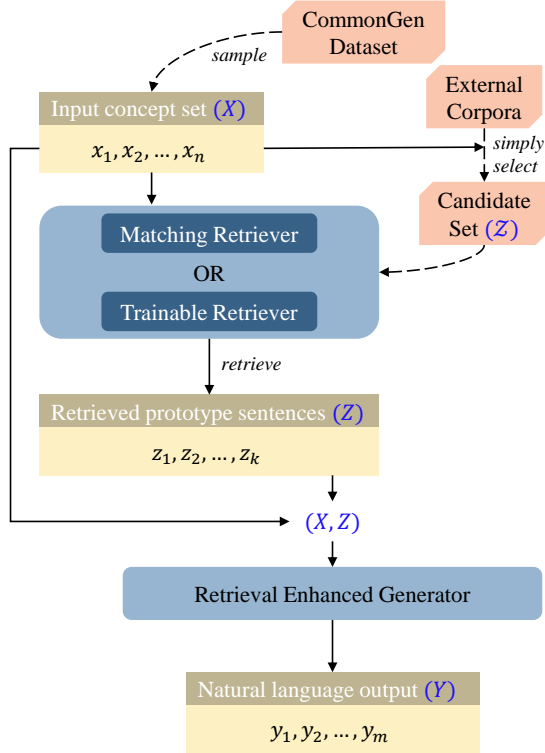 CommonGen
Dataset
sample
External
Corpora
Input concept set (X)
x₁, x₂, …, xₙ
simply
select
Candidate
Set (𝒵)
Matching Retriever
OR
Trainable Retriever
retrieve
Retrieved prototype sentences (Z)
z₁, z₂, …, zₖ
(X, Z)
Retrieval Enhanced Generator
Natural language output (Y)
y₁, y₂, …, yₘ